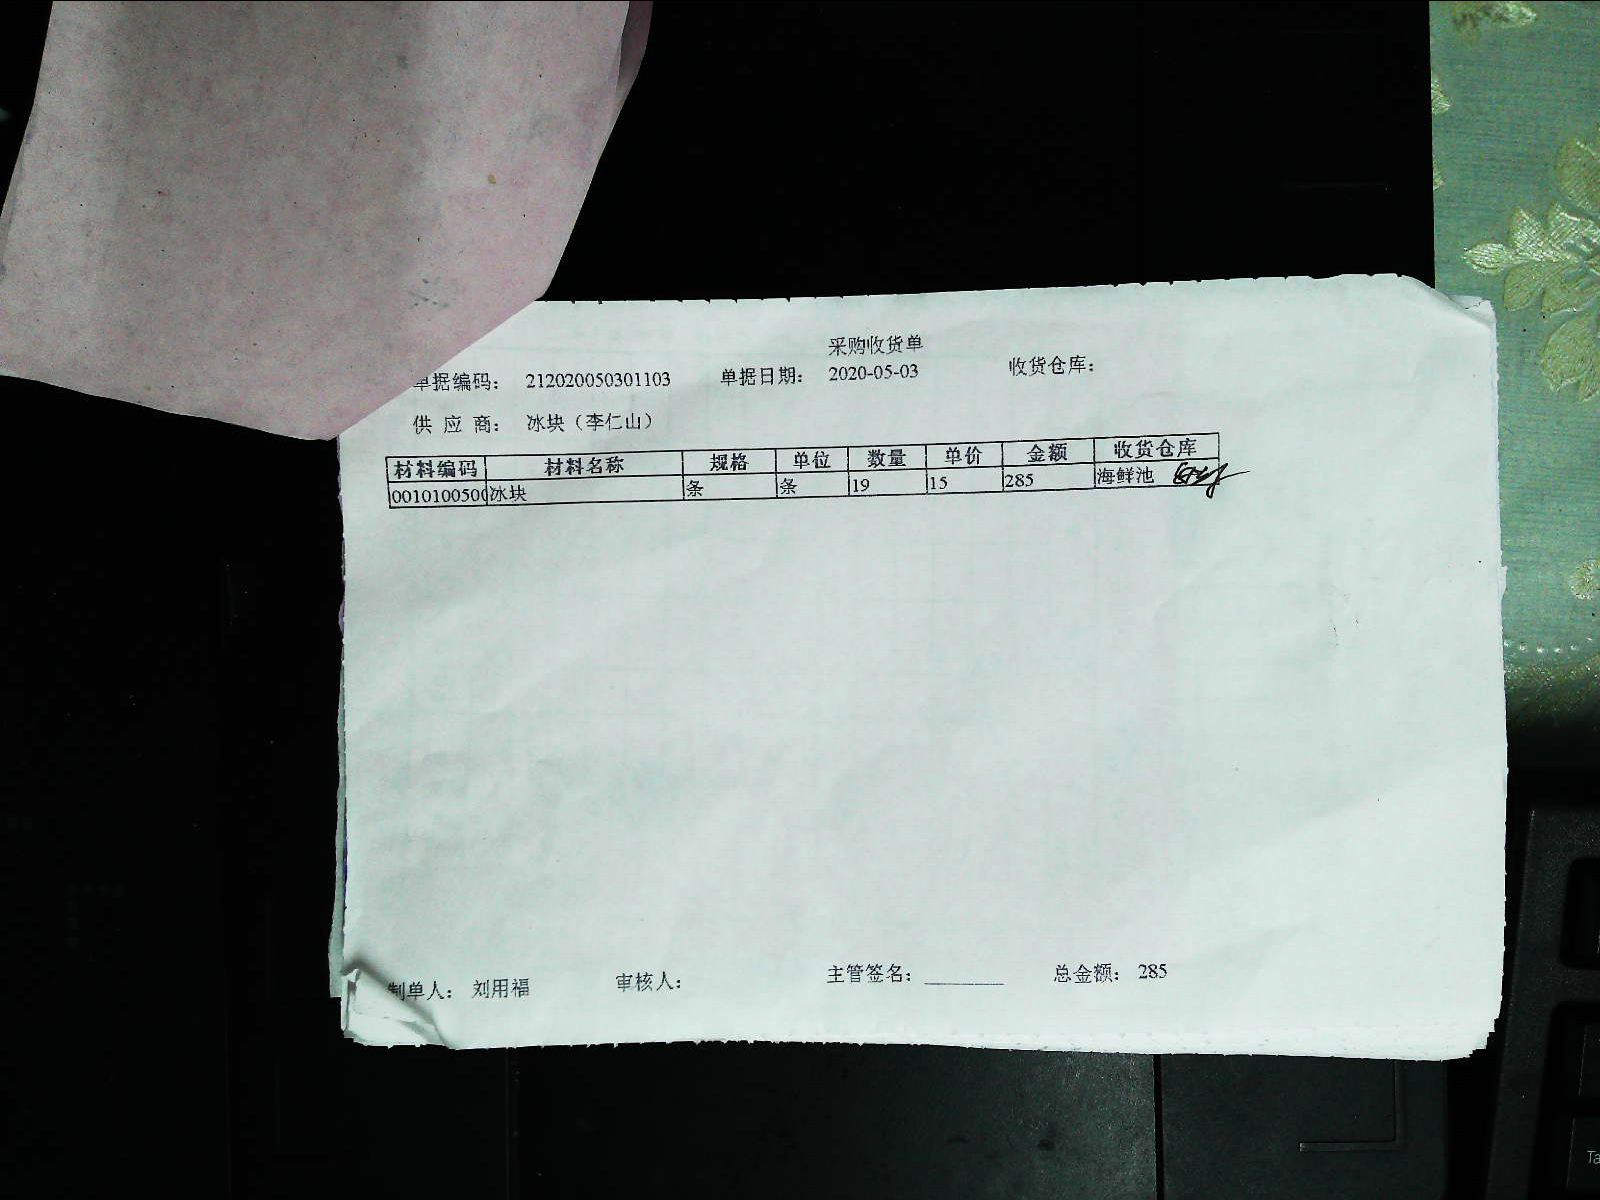 采购收货单
单据编码： 212020050301103 单据日期： 2020-05-03 收货仓库：
供 应 商： 冰块（李仁山）
材料编码 材料名称 规格 单位 数量 单价 金额 收货仓库
0010100500 冰块 条 条 19 15 285 海鲜池
制单人： 刘用福 审核人： 主管签名： 总金额： 285